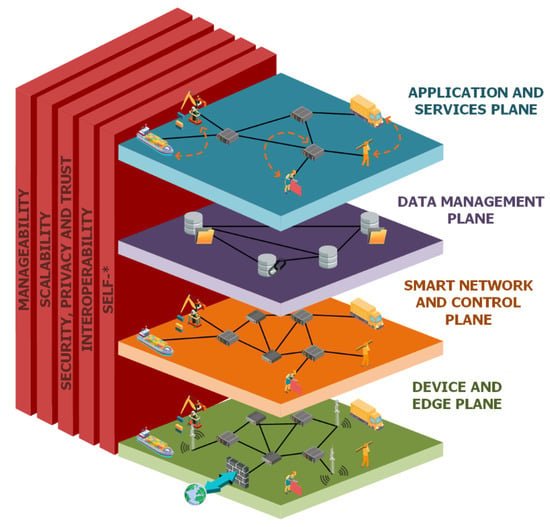 APPLICATION AND
SERVICES PLANE
DATA MANAGEMENT
PLANE
SMART NETWORK
AND CONTROL
PLANE
DEVICE AND
EDGE PLANE
MANAGEABILITY
SCALABILITY
SECURITY, PRIVACY AND TRUST
INTEROPERABILITY
SELF-*